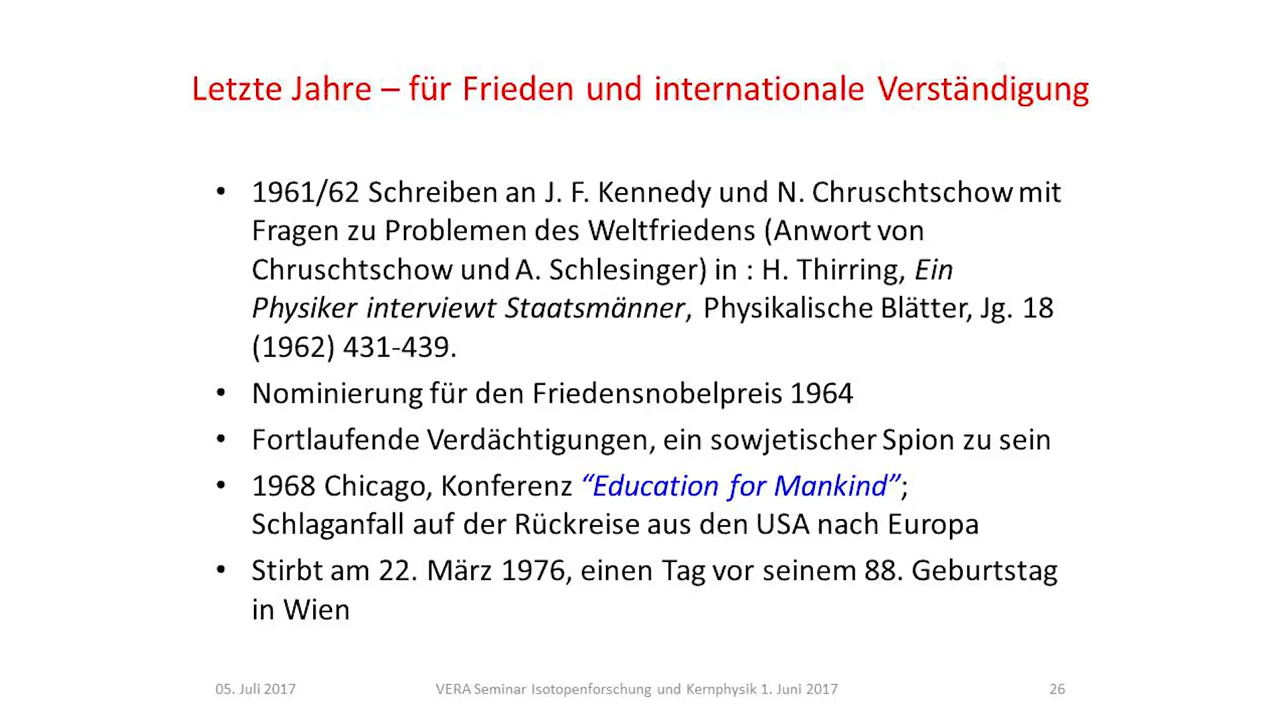 Letzte Jahre – für Frieden und internationale Verständigung
• 1961/62 Schreiben an J. F. Kennedy und N. Chruschtschow mit
Fragen zu Problemen des Weltfriedens (Anwort von
Chruschtschow und A. Schlesinger) in : H. Thirring, Ein
Physiker interviewt Staatsmänner, Physikalische Blätter, Jg. 18
(1962) 431-439.
• Nominierung für den Friedensnobelpreis 1964
• Fortlaufende Verdächtigungen, ein sowjetischer Spion zu sein
• 1968 Chicago, Konferenz “Education for Mankind”;
Schlaganfall auf der Rückreise aus den USA nach Europa
• Stirbt am 22. März 1976, einen Tag vor seinem 88. Geburtstag
in Wien
05. Juli 2017 VERA Seminar Isotopenforschung und Kernphysik 1. Juni 2017 26